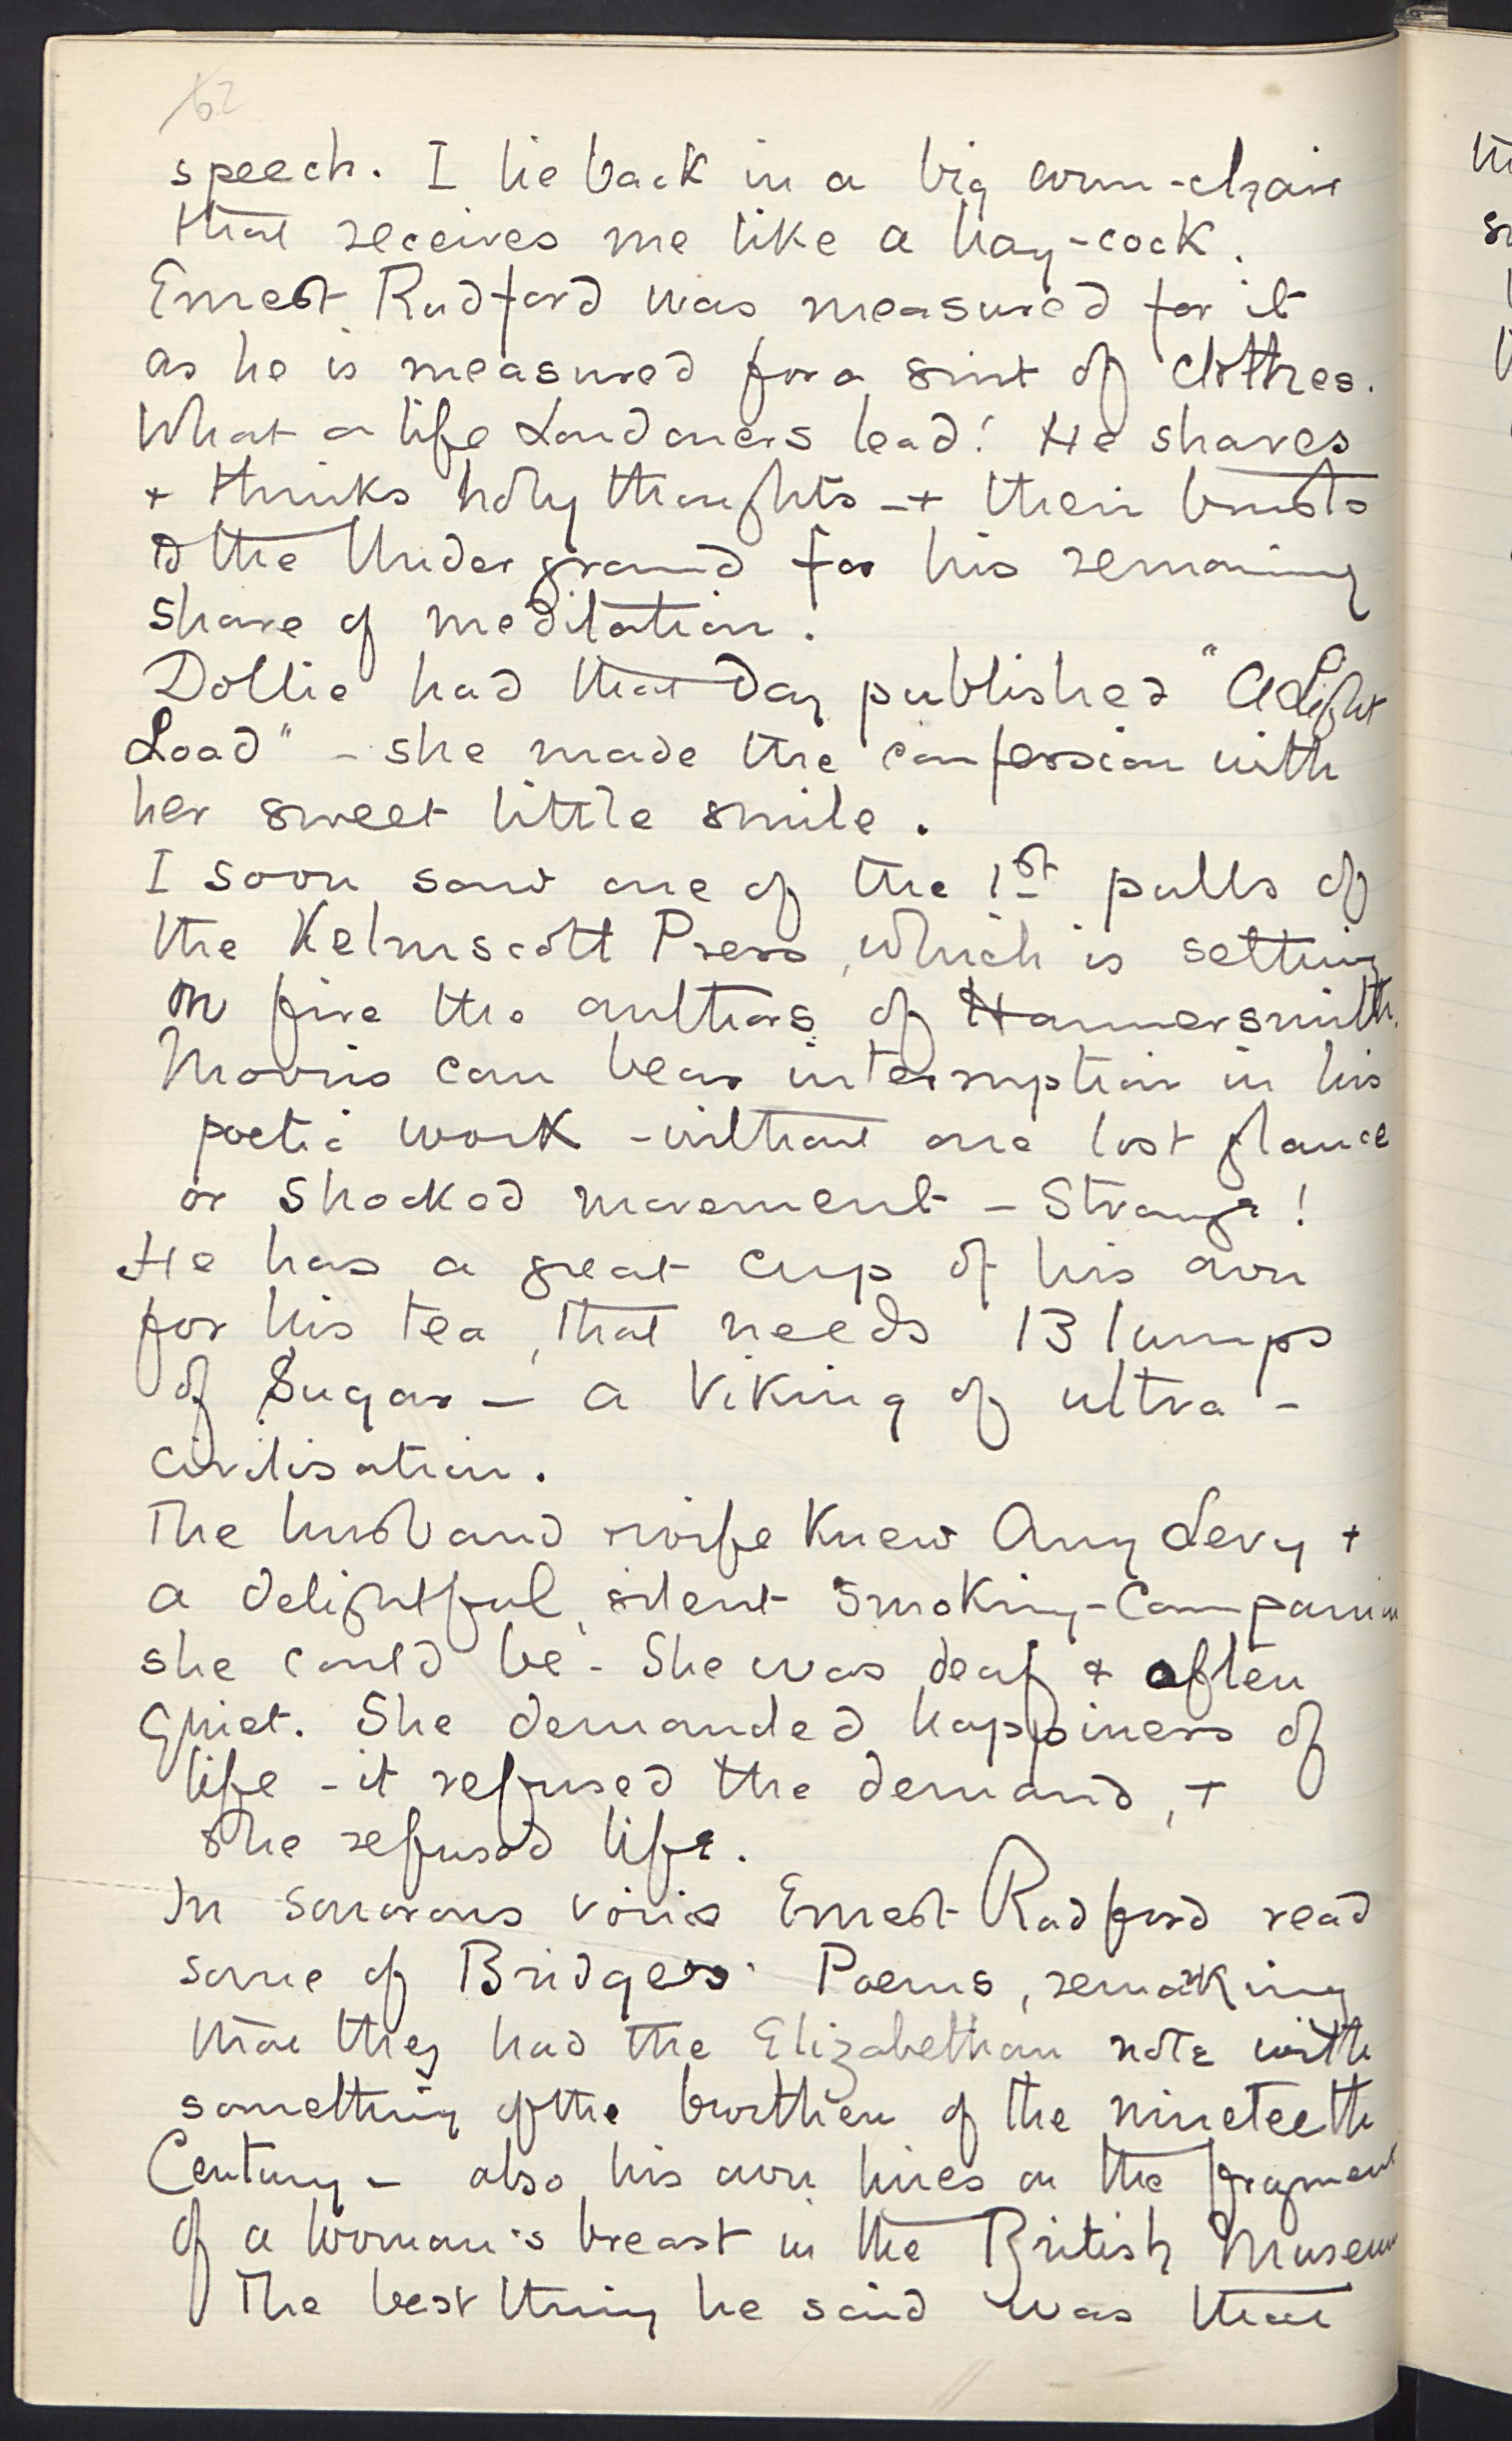 62
speech. I lie back in a big arm-chair
that receives me like a hay-cock.
Ernest Radford was measured for it
as he is measured for a suit of clothes.
What a life Londoners lead! He shaves
+ thinks holy thoughts - + then trusts
to the Underground for his remaining
share of meditation.
Dollie had that day published "A Light
Load" - she made the confession with
her sweet little smile.
I soon saw one of the 1st pulls of
the Kelmscott Press, which is setting
on fire the authors of Hammersmith.
Morris can bear interruption in his
poetic work - without one lost glance
or shocked movement - Strange!
He has a great cup of his own
for his tea, that needs 13 lumps
of Sugar - a Viking of ultra -
civilisation.
The husband + wife knew Amy Levy +
a delightful, silent smoking-companion
she could be. She was deaf & often
quiet. She demanded happiness of
life - it refused the demand, +
she refused life.
In sonorous voice Ernest Radford read
some of Bridges' Poems, remarking
that they had the Elizabethan note with
something of the burthen of the nineteeth
Century - also his own lines on the fragment
of a woman's breast in the British Museum
The best thing he said was that